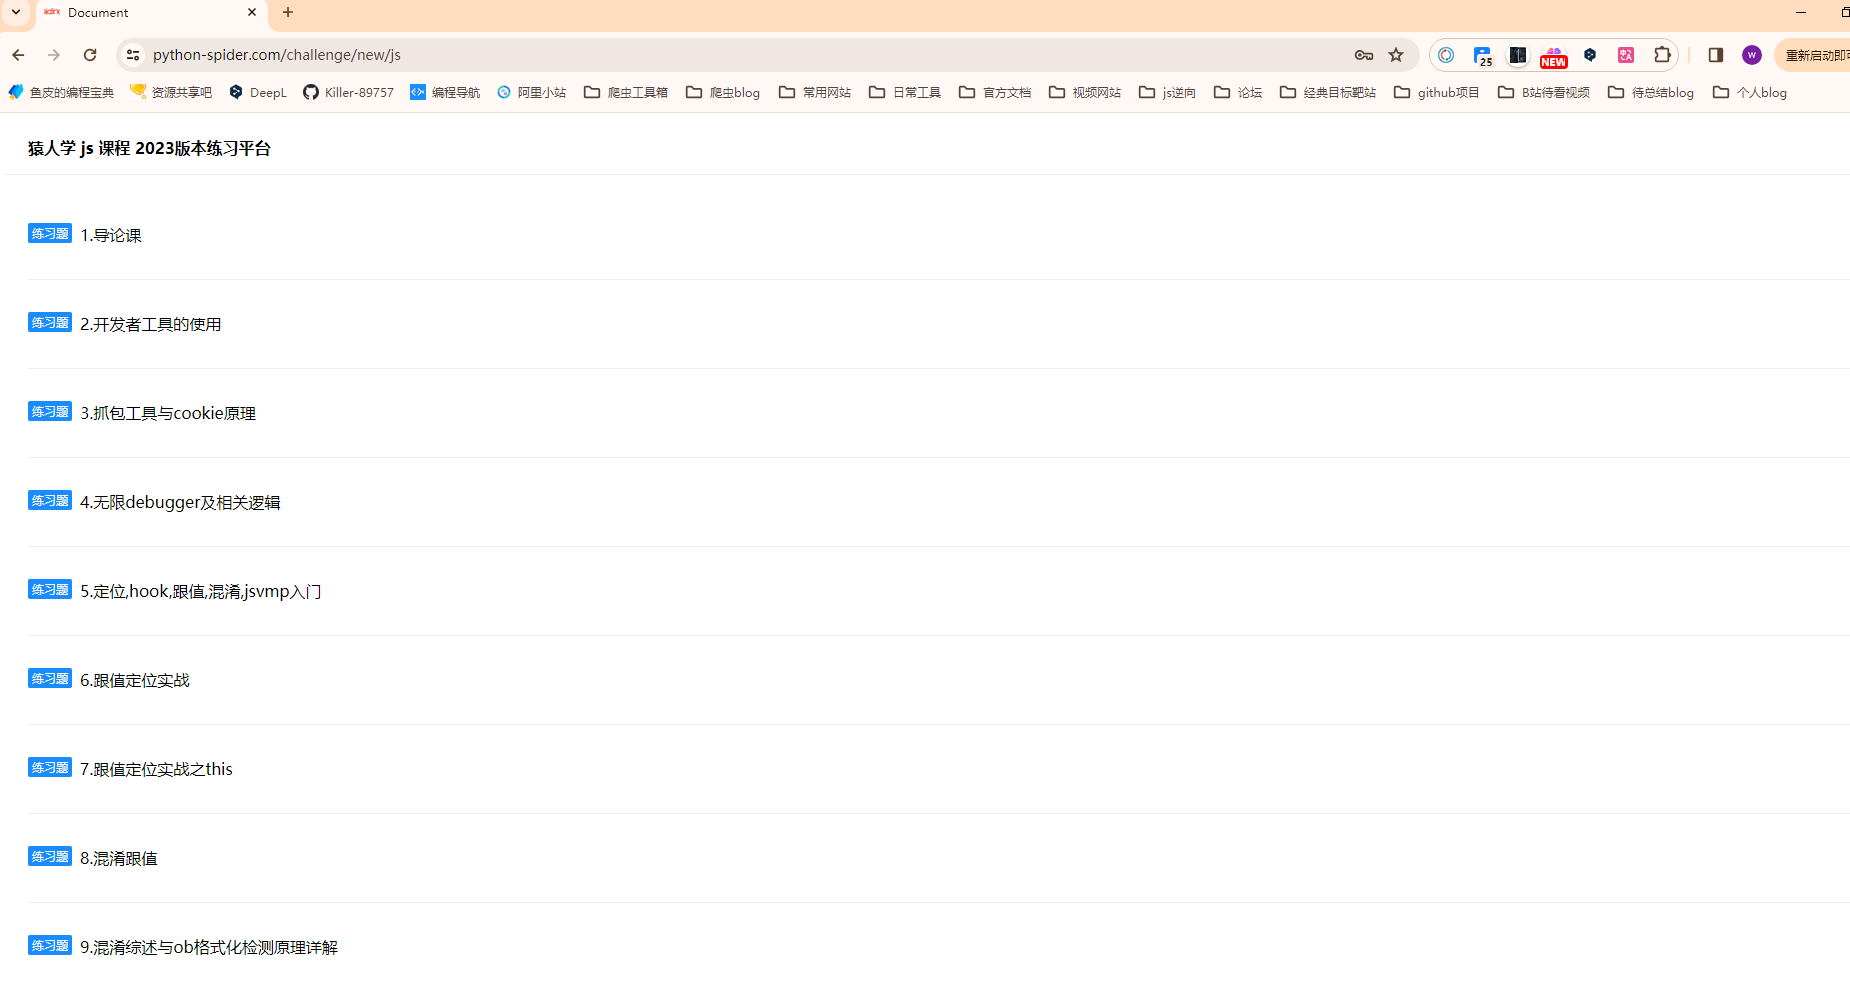 Document
python-spider.com/challenge/new/js
25
NEW
W
重新启动即
鱼皮的编程宝典 资源共享吧 DeepL Killer-89757 编程导航 阿里小站 爬虫工具箱 爬虫blog 常用网站 日常工具 官方文档 视频网站 js逆向 论坛 经典目标靶站 github项目 B站待看视频 待总结blog 个人blog
猿人学 js 课程 2023版本练习平台
练习题 1.导论课
练习题 2.开发者工具的使用
练习题 3.抓包工具与cookie原理
练习题 4.无限debugger及相关逻辑
练习题 5.定位,hook,跟值,混淆,jsvmp入门
练习题 6.跟值定位实战
练习题 7.跟值定位实战之this
练习题 8.混淆跟值
练习题 9.混淆综述与ob格式化检测原理详解